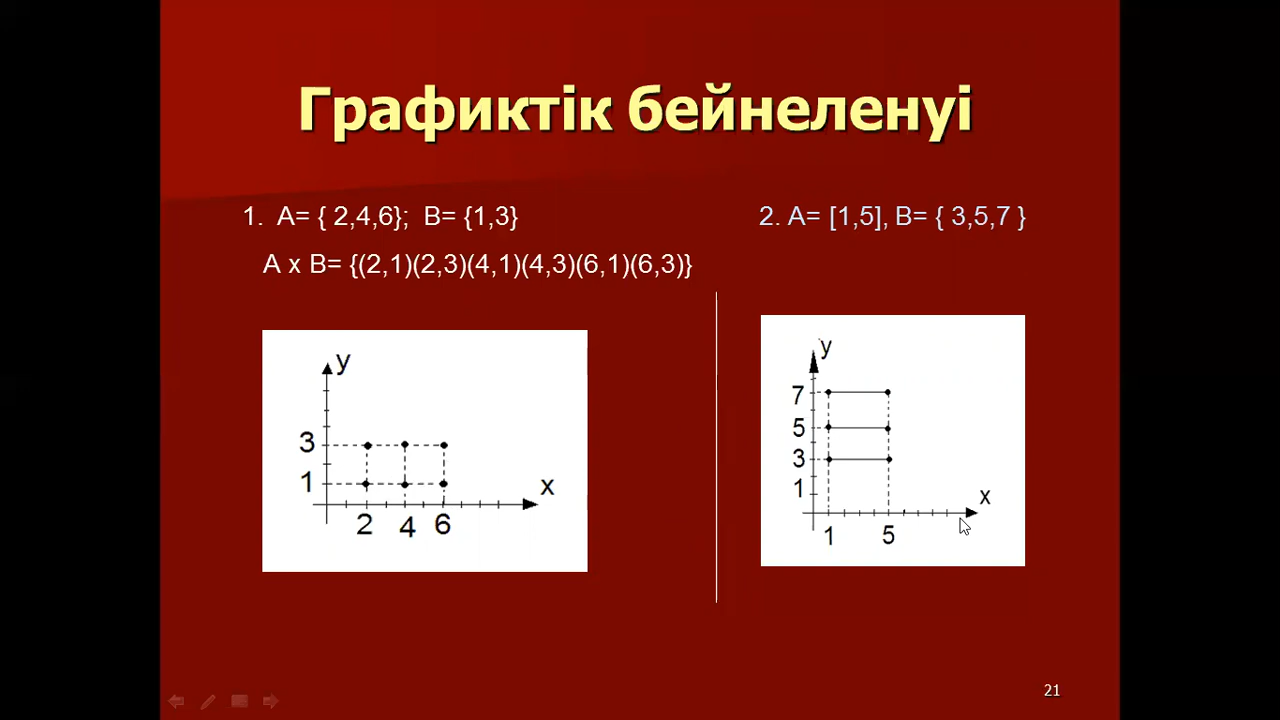 Графиктік бейнеленуі
1. A= { 2,4,6}; B= {1,3}
A x B= {(2,1)(2,3)(4,1)(4,3)(6,1)(6,3)}
y
3
1
x
2 4 6
2. A= [1,5], B= { 3,5,7 }
y
7
5
3
1
x
1 5
21